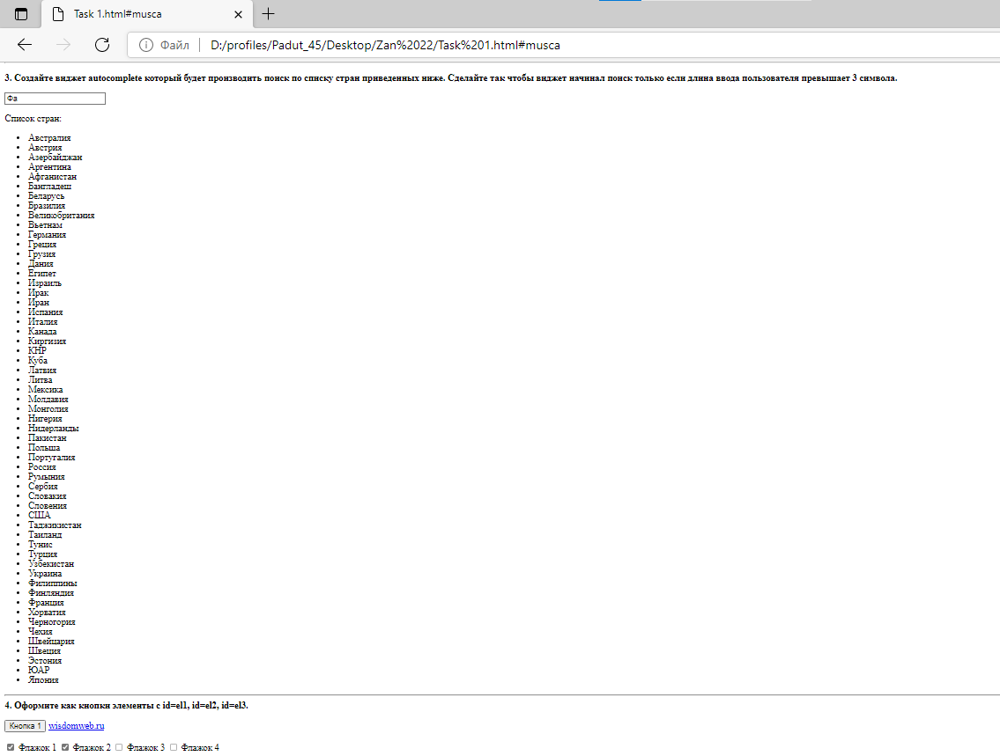 Task 1.html#musca
Файл
D:/profiles/Padut_45/Desktop/Zan%2022/Task%201.html#musca
3. Создайте виджет autocomplete который будет производить поиск по списку стран приведенных ниже. Сделайте так чтобы виджет начинал поиск только если длина ввода пользователя превышает 3 символа.
Фа
Список стран:
Австралия
Австрия
Азербайджан
Аргентина
Афганистан
Бангладеш
Беларусь
Бразилия
Великобритания
Вьетнам
Германия
Греция
Грузия
Дания
Египет
Израиль
Ирак
Иран
Испания
Италия
Канада
Киргизия
КНР
Куба
Латвия
Литва
Мексика
Молдавия
Монголия
Нигерия
Нидерланды
Пакистан
Польша
Португалия
Россия
Румыния
Сербия
Словакия
Словения
США
Таджикистан
Таиланд
Тунис
Турция
Узбекистан
Украина
Филиппины
Финляндия
Франция
Хорватия
Черногория
Чехия
Швейцария
Швеция
Эстония
ЮАР
Япония
4. Оформите как кнопки элементы с id=el1, id=el2, id=el3.
Кнопка 1 wisdomweb.ru
Флажок 1 Флажок 2 Флажок 3 Флажок 4